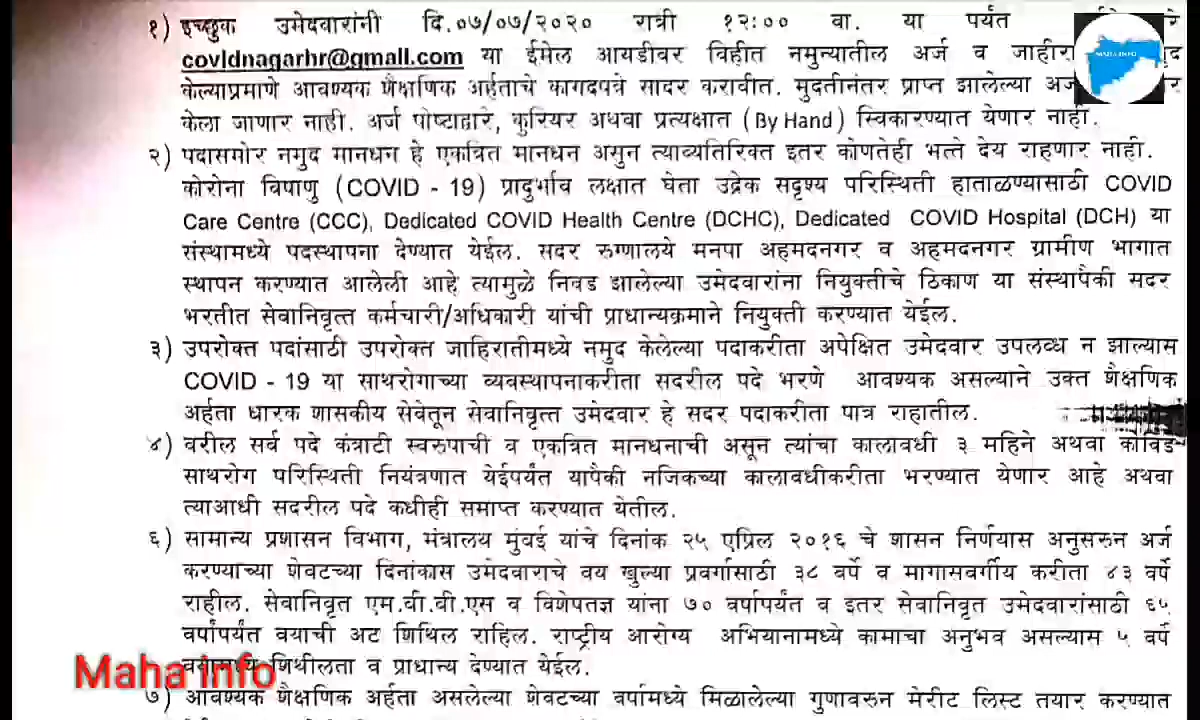 १) इच्छुक उमेदवारांनी दि.०७/०७/२०२० रात्री १२:०० वा. या पर्यंत
covidnagarhr@gmail.com या ईमेल आयडीवर विहीत नमुन्यातील अर्ज व
केल्याप्रमाणे आवश्यक शैक्षणिक अर्हताचे कागदपत्रे सादर करावीत. मुदतीनंतर प्राप्त झालेल्या
केला जाणार नाही. अर्ज पोष्टाद्वारे, कुरियर अथवा प्रत्यक्षात (By Hand) स्विकारण्यात येणार नाही.
२) पदासमोर नमुद मानधन हे एकत्रित मानधन असुन त्याव्यतिरिक्त इतर कोणतेही भत्ते देय राहणार नाही.
कोरोना विषाणु (COVID - 19) प्रादुर्भाव लक्षात घेता उद्रेक सदृश्य परिस्थिती हाताळण्यासाठी COVID
Care Centre (CCC), Dedicated COVID Health Centre (DCHC), Dedicated COVID Hospital (DCH) या
संस्थामध्ये पदस्थापना देण्यात येईल. सदर रुग्णालये मनपा अहमदनगर व अहमदनगर ग्रामीण भागात
स्थापन करण्यात आलेली आहे त्यामुळे निवड झालेल्या उमेदवारांना नियुक्तीचे ठिकाण या संस्थापैकी सदर
भरतीत सेवानिवृत्त कर्मचारी/अधिकारी यांची प्राधान्यक्रमाने नियुक्ती करण्यात येईल.
३) उपरोक्त पदांसाठी उपरोक्त जाहिरातीमध्ये नमुद केलेल्या पदाकरीता अपेक्षित उमेदवार उपलब्ध न झाल्यास
COVID - 19 या साथरोगाच्या व्यवस्थापनाकरीता सदरील पदे भरणे आवश्यक असल्याने उक्त शैक्षणिक
अर्हता धारक शासकीय सेवेतून सेवानिवृत्त उमेदवार हे सदर पदाकरीता पात्र राहातील.
४) वरील सर्व पदे कंत्राटी स्वरुपाची व एकत्रित मानधनाची असून त्यांचा कालावधी ३ महिने अथवा कोविड
साथरोग परिस्थिती नियंत्रणात येईपर्यंत यापैकी नजिकच्या कालावधीकरीता भरण्यात येणार आहे अथवा
त्याआधी सदरील पदे कधीही समाप्त करण्यात येतील.
६) सामान्य प्रशासन विभाग, मंत्रालय मुंबई यांचे दिनांक २५ एप्रिल २०१६ चे शासन निर्णयास अनुसरुन अर्ज
करण्याच्या शेवटच्या दिनांकास उमेदवाराचे वय खुल्या प्रवर्गासाठी ३८ वर्षे व मागासवर्गीय करीता ४३ वर्षे
राहील. सेवानिवृत एम.बी.बी.एस व विशेषतज्ञ यांना ७० वर्षापर्यंत व इतर सेवानिवृत उमेदवारांसाठी ६५
वर्षांपर्यंत वयाची अट शिथिल राहिल. राष्ट्रीय आरोग्य अभियानामध्ये कामाचा अनुभव असल्यास ५ वर्षे
शिथीलता व प्राधान्य देण्यात येईल.
Maha info
७) आवश्यक शैक्षणिक अर्हता असलेल्या शेवटच्या वर्षामध्ये मिळालेल्या गुणावरुन मेरीट लिस्ट तयार करण्यात
MAHA INFO